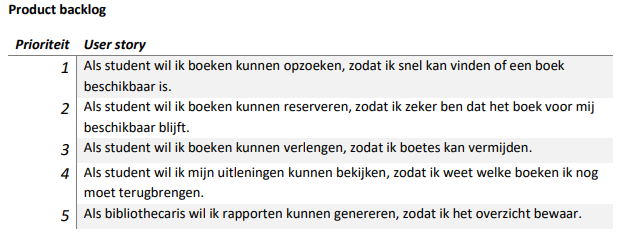 Product backlog
Prioriteit User story
1 Als student wil ik boeken kunnen opzoeken, zodat ik snel kan vinden of een boek
beschikbaar is.
2 Als student wil ik boeken kunnen reserveren, zodat ik zeker ben dat het boek voor mij
beschikbaar blijft.
3 Als student wil ik boeken kunnen verlengen, zodat ik boetes kan vermijden.
4 Als student wil ik mijn uitleningen kunnen bekijken, zodat ik weet welke boeken ik nog
moet terugbrengen.
5 Als bibliothecaris wil ik rapporten kunnen genereren, zodat ik het overzicht bewaar.